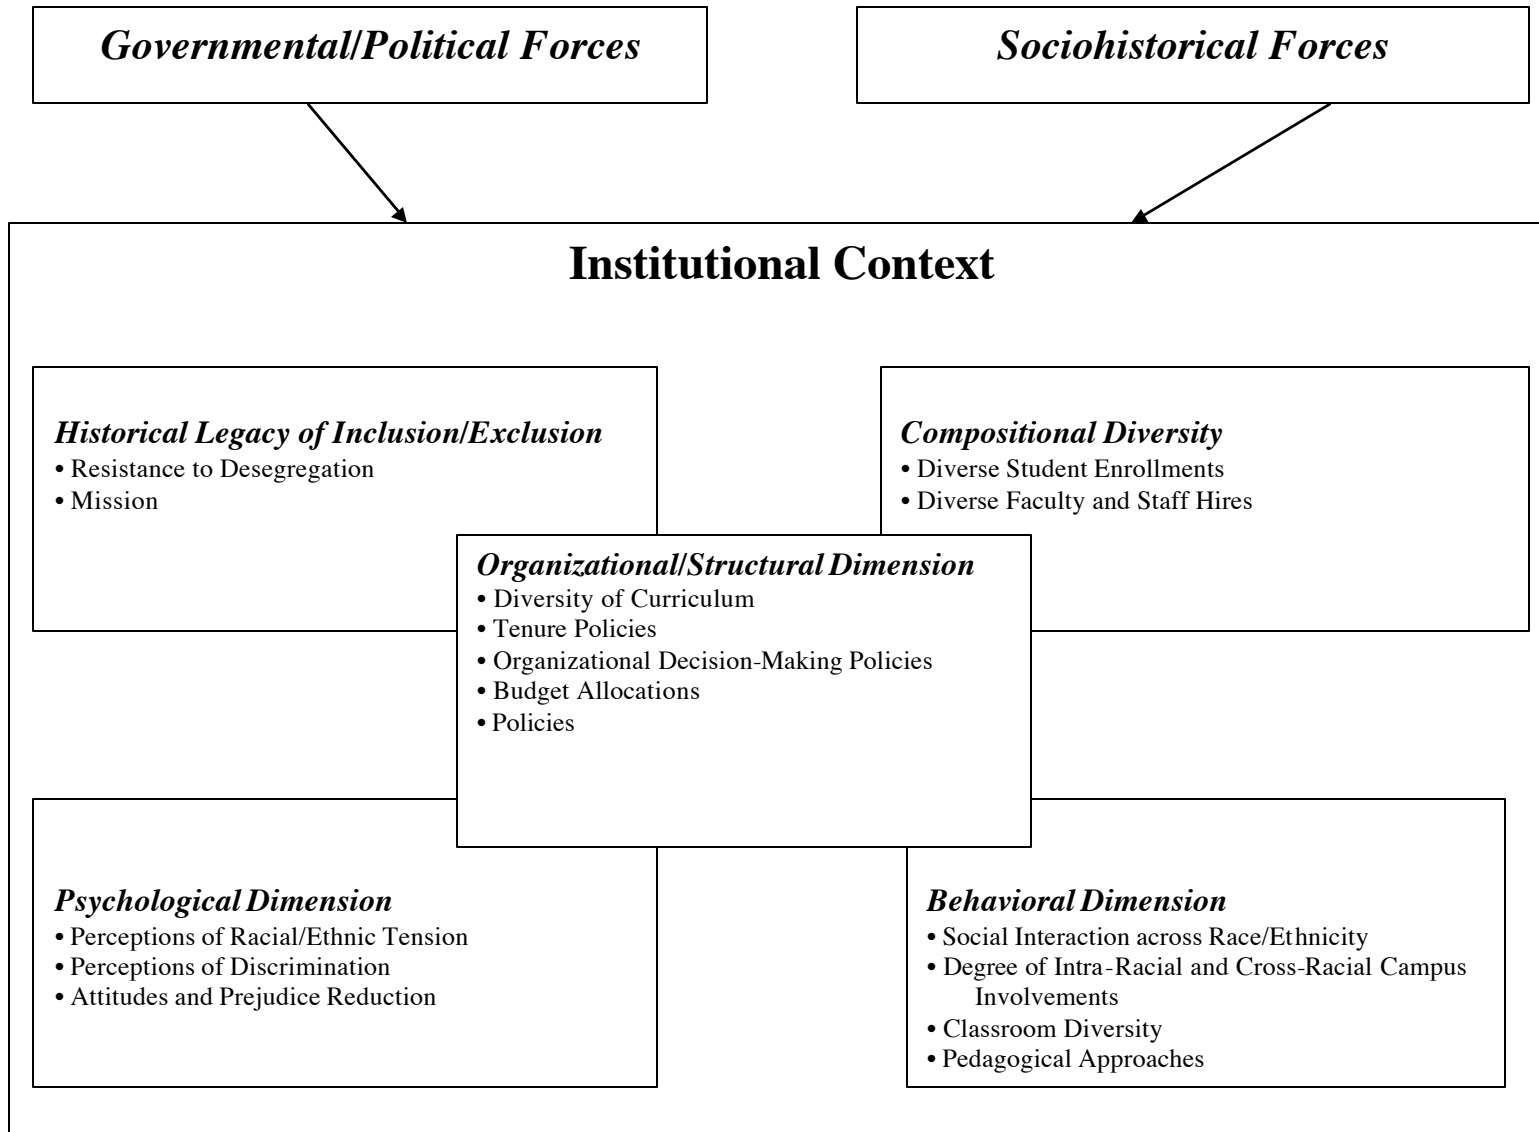 Governmental/Political Forces
Sociohistorical Forces
Institutional Context
Historical Legacy of Inclusion/Exclusion
• Resistance to Desegregation
• Mission
Compositional Diversity
• Diverse Student Enrollments
• Diverse Faculty and Staff Hires
Organizational/Structural Dimension
• Diversity of Curriculum
• Tenure Policies
• Organizational Decision-Making Policies
• Budget Allocations
• Policies
Psychological Dimension
• Perceptions of Racial/Ethnic Tension
• Perceptions of Discrimination
• Attitudes and Prejudice Reduction
Behavioral Dimension
• Social Interaction across Race/Ethnicity
• Degree of Intra-Racial and Cross-Racial Campus
Involvements
• Classroom Diversity
• Pedagogical Approaches